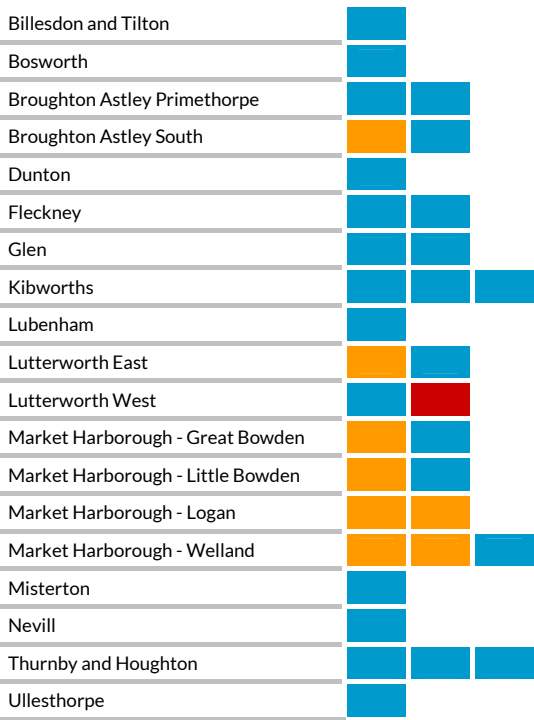 Billesdon and Tilton
Bosworth
Broughton Astley Primethorpe
Broughton Astley South
Dunton
Fleckney
Glen
Kibworths
Lubenham
Lutterworth East
Lutterworth West
Market Harborough - Great Bowden
Market Harborough - Little Bowden
Market Harborough - Logan
Market Harborough - Welland
Misterton
Nevill
Thurnby and Houghton
Ullesthorpe